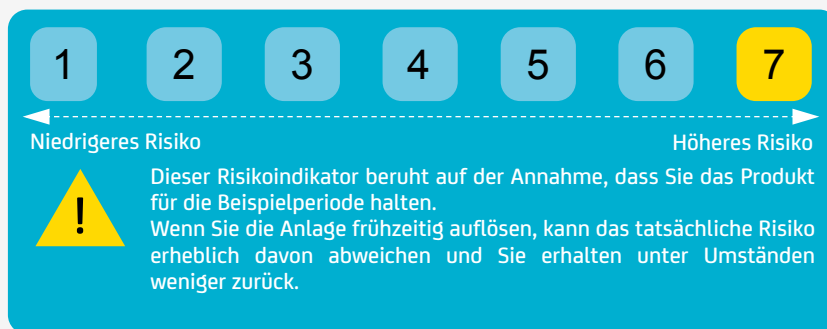 1 2 3 4 5 6 7
Niedrigeres Risiko Höheres Risiko
!
Dieser Risikoindikator beruht auf der Annahme, dass Sie das Produkt
für die Beispielperiode halten.
Wenn Sie die Anlage frühzeitig auflösen, kann das tatsächliche Risiko
erheblich davon abweichen und Sie erhalten unter Umständen
weniger zurück.